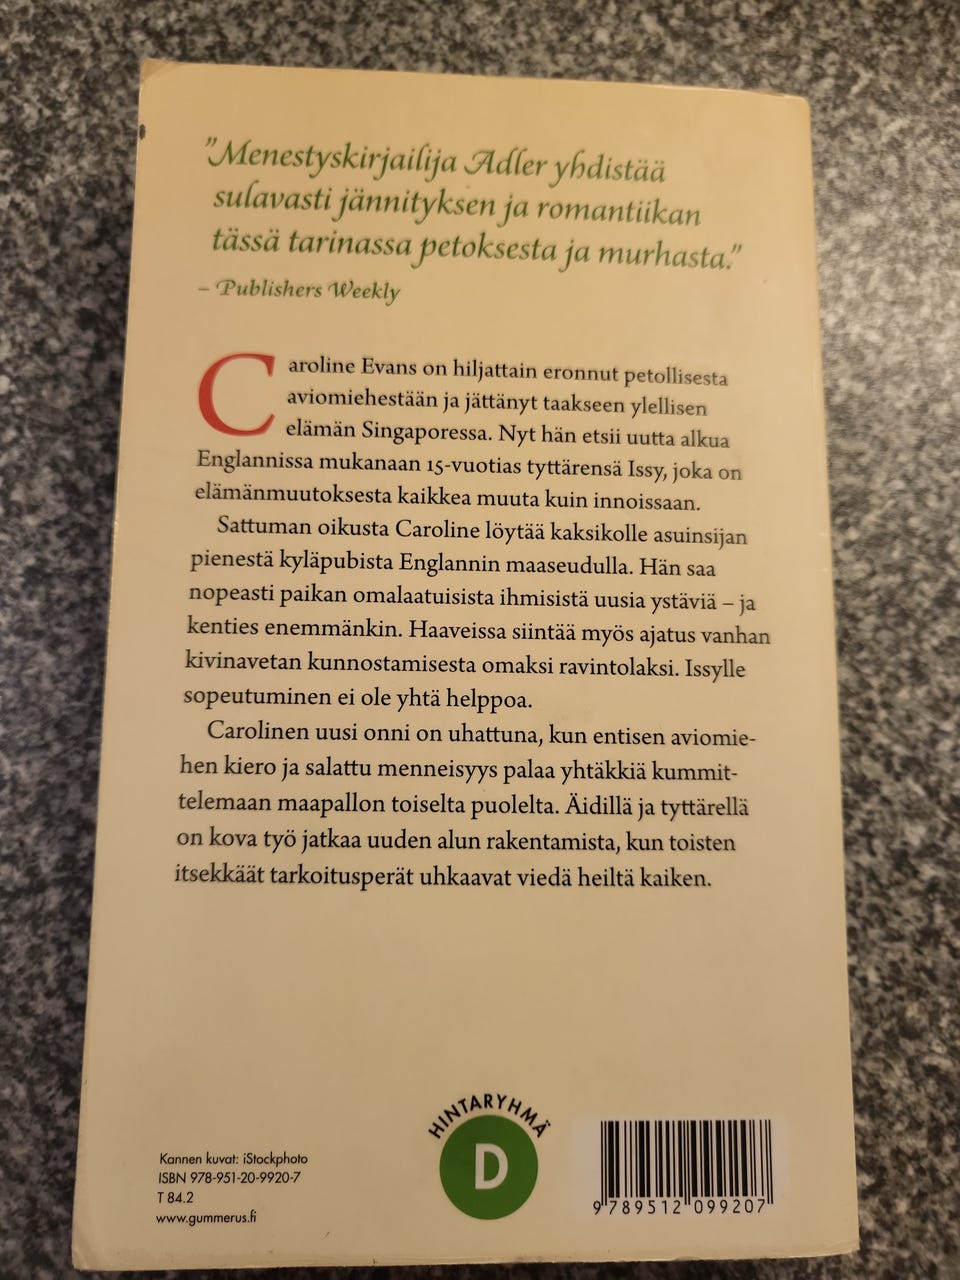 ”Menestyskirjailija Adler yhdistää
sulavasti jännityksen ja romantiikan
tässä tarinassa petoksesta ja murhasta.”
– Publishers Weekly
Caroline Evans on hiljattain eronnut petollisesta
aviomiehestään ja jättänyt taakseen ylellisen
elämän Singaporessa. Nyt hän etsii uutta alkua
Englannissa mukanaan 15-vuotias tyttärensä Issy, joka on
elämänmuutoksesta kaikkea muuta kuin innoissaan.
Sattuman oikusta Caroline löytää kaksikolle asuinsijan
pienestä kyläpubista Englannin maaseudulla. Hän saa
nopeasti paikan omalaatuisista ihmisistä uusia ystäviä – ja
kenties enemmänkin. Haaveissa siintää myös ajatus vanhan
kivinavetan kunnostamisesta omaksi ravintolaksi. Issylle
sopeutuminen ei ole yhtä helppoa.
Carolinen uusi onni on uhattuna, kun entisen aviomie-
hen kiero ja salattu menneisyys palaa yhtäkkiä kummit-
telemaan maapallon toiselta puolelta. Äidillä ja tyttärellä
on kova työ jatkaa uuden alun rakentamista, kun toisten
itsekkäät tarkoitusperät uhkaavat viedä heiltä kaiken.
HINTARYHMÄ
D
Kannen kuvat: iStockphoto
ISBN 978-951-20-9920-7
T 84.2
www.gummerus.fi
9 789512 099207